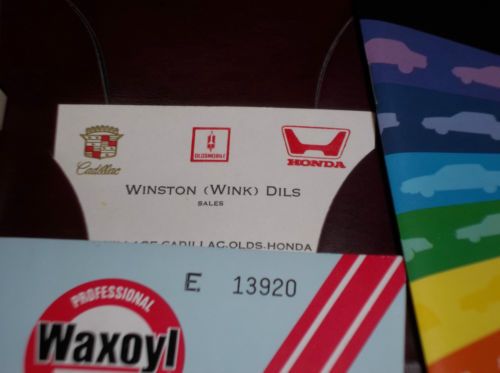 Cadillac
OLDSMOBILE
HONDA
WINSTON (WINK) DILS
SALES
CADILLAC-OLDS-HONDA
E. 13920
PROFESSIONAL
Waxoyl